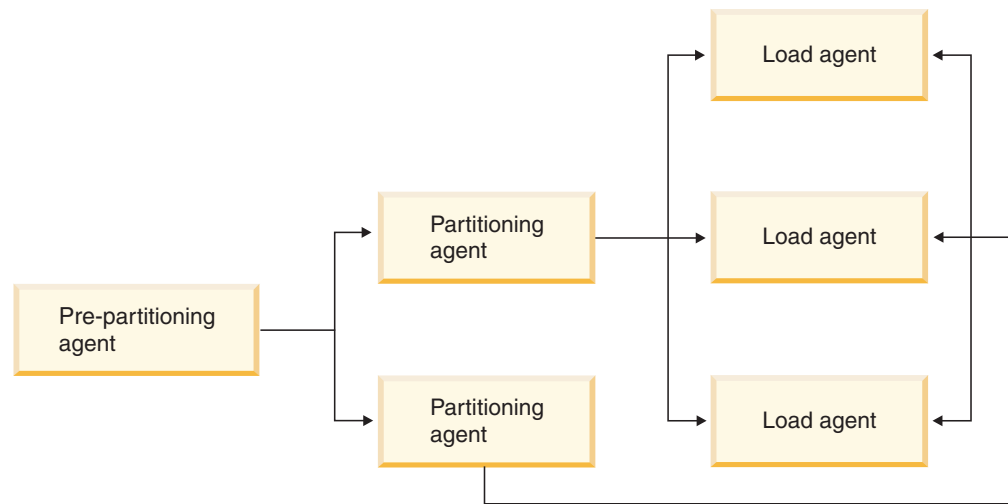 Load agent
Partitioning
agent
Load agent
Pre-partitioning
agent
Partitioning
agent
Load agent